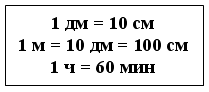 1 дм = 10 см
1 м = 10 дм = 100 см
1 ч = 60 мин